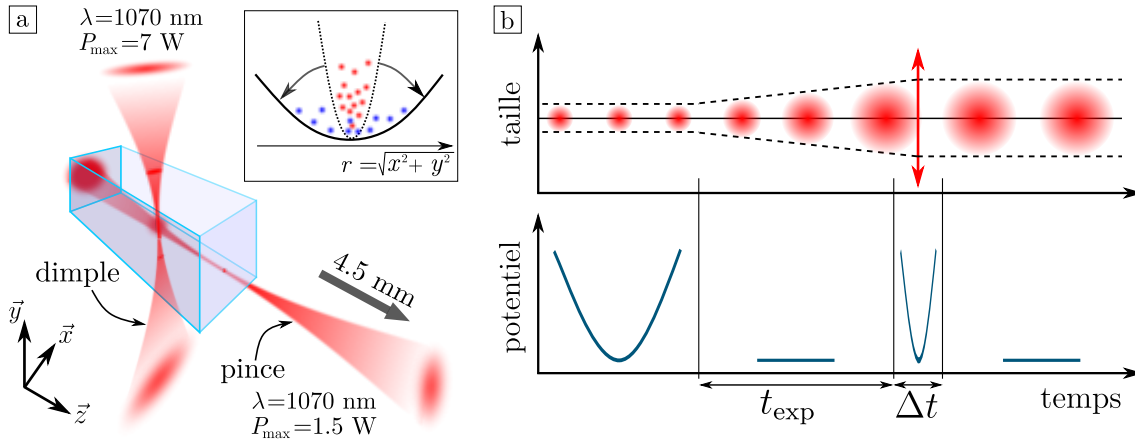 a
λ=1070 nm
P_max=7 W
r = √x²+ y²
dimple
4.5 mm
y⃗
x⃗
z⃗
pince
λ=1070 nm
P_max=1.5 W
b
taille
potentiel
t_exp
Δt
temps